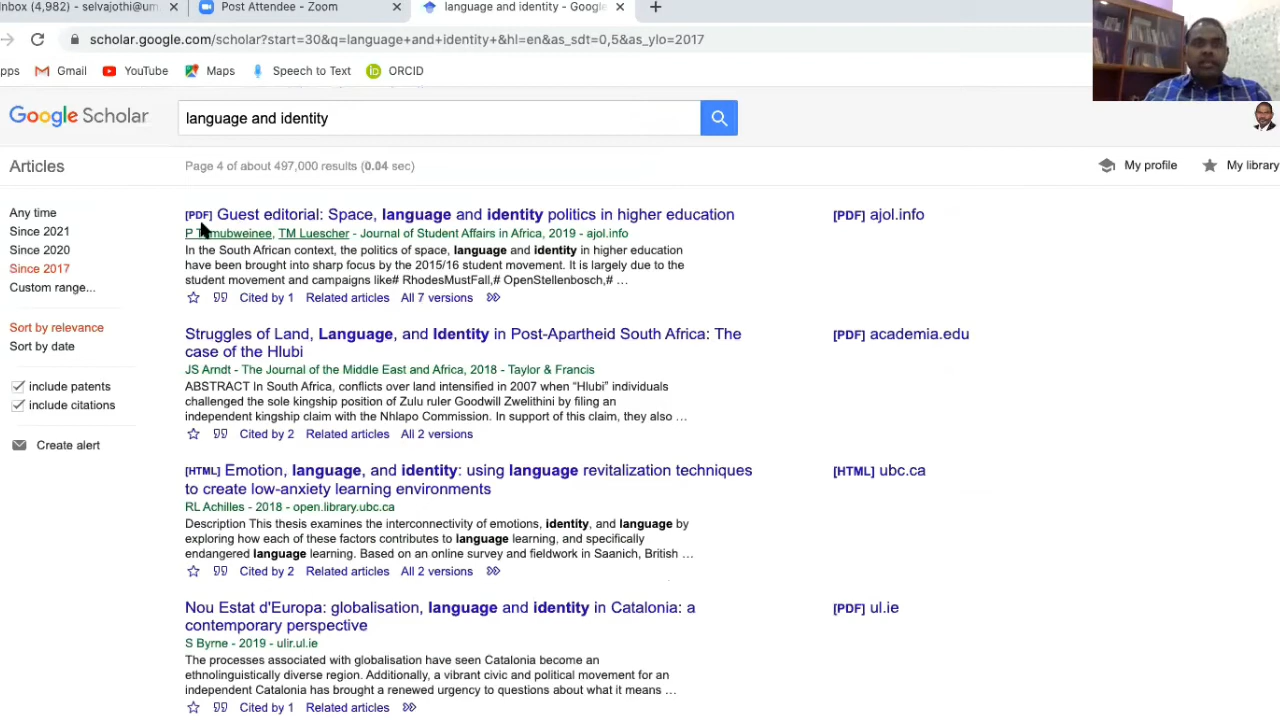 Inbox (4,982) - selvajothi@um
Post Attendee - Zoom
language and identity - Google
scholar.google.com/scholar?start=30&q=language+and+identity+&hl=en&as_sdt=0,5&as_ylo=2017
pps
Gmail
YouTube
Maps
Speech to Text
ORCID
Google Scholar
language and identity
Articles
Page 4 of about 497,000 results (0.04 sec)
My profile
My library
Any time
Since 2021
Since 2020
Since 2017
Custom range...
Sort by relevance
Sort by date
include patents
include citations
Create alert
[PDF] Guest editorial: Space, language and identity politics in higher education
[PDF] ajol.info
P, TM Luescher - Journal of Student Affairs in Africa, 2019 - ajol.info
In the South African context, the politics of space, language and identity in higher education
have been brought into sharp focus by the 2015/16 student movement. It is largely due to the
student movement and campaigns like# RhodesMustFall,# OpenStellenbosch,# …
Cited by 1 Related articles All 7 versions
Struggles of Land, Language, and Identity in Post-Apartheid South Africa: The
case of the Hlubi
[PDF] academia.edu
JS Arndt - The Journal of the Middle East and Africa, 2018 - Taylor & Francis
ABSTRACT In South Africa, conflicts over land intensified in 2007 when “Hlubi” individuals
challenged the sole kingship position of Zulu ruler Goodwill Zwelithini by filing an
independent kingship claim with the Nhlapo Commission. In support of this claim, they also …
Cited by 2 Related articles All 2 versions
[HTML] Emotion, language, and identity: using language revitalization techniques
to create low-anxiety learning environments
[HTML] ubc.ca
RL Achilles - 2018 - open.library.ubc.ca
Description This thesis examines the interconnectivity of emotions, identity, and language by
exploring how each of these factors contributes to language learning, and specifically
endangered language learning. Based on an online survey and fieldwork in Saanich, British …
Cited by 2 Related articles All 2 versions
Nou Estat d'Europa: globalisation, language and identity in Catalonia: a
contemporary perspective
[PDF] ul.ie
S Byrne - 2019 - ulir.ul.ie
The processes associated with globalisation have seen Catalonia become an
ethnolinguistically diverse region. Additionally, a vibrant civic and political movement for an
independent Catalonia has brought a renewed urgency to questions about what it means …
Cited by 1 Related articles